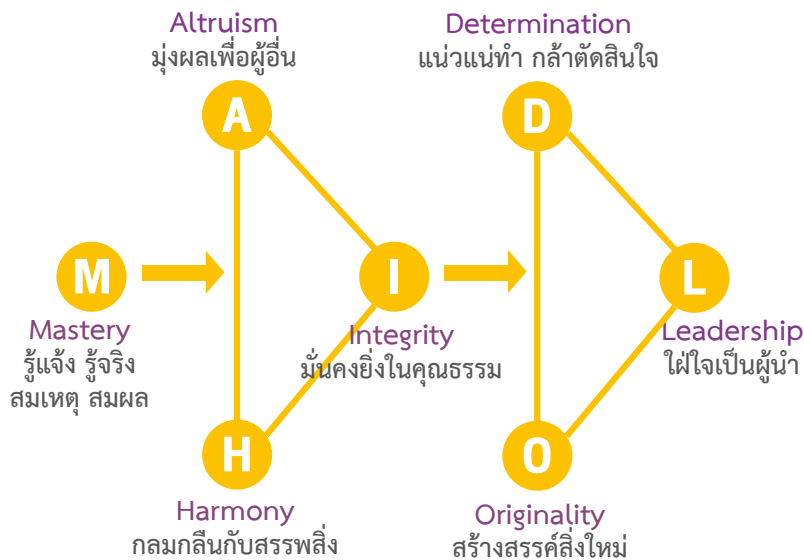 Altruism
มุ่งผลเพื่อผู้อื่น
A
Determination
แน่วแน่ทำ กล้าตัดสินใจ
D
M
Mastery
รู้แจ้ง รู้จริง
สมเหตุ สมผล
I
Integrity
มั่นคงยิ่งในคุณธรรม
L
Leadership
ใฝ่ใจเป็นผู้นำ
H
Harmony
กลมกลืนกับสรรพสิ่ง
O
Originality
สร้างสรรค์สิ่งใหม่